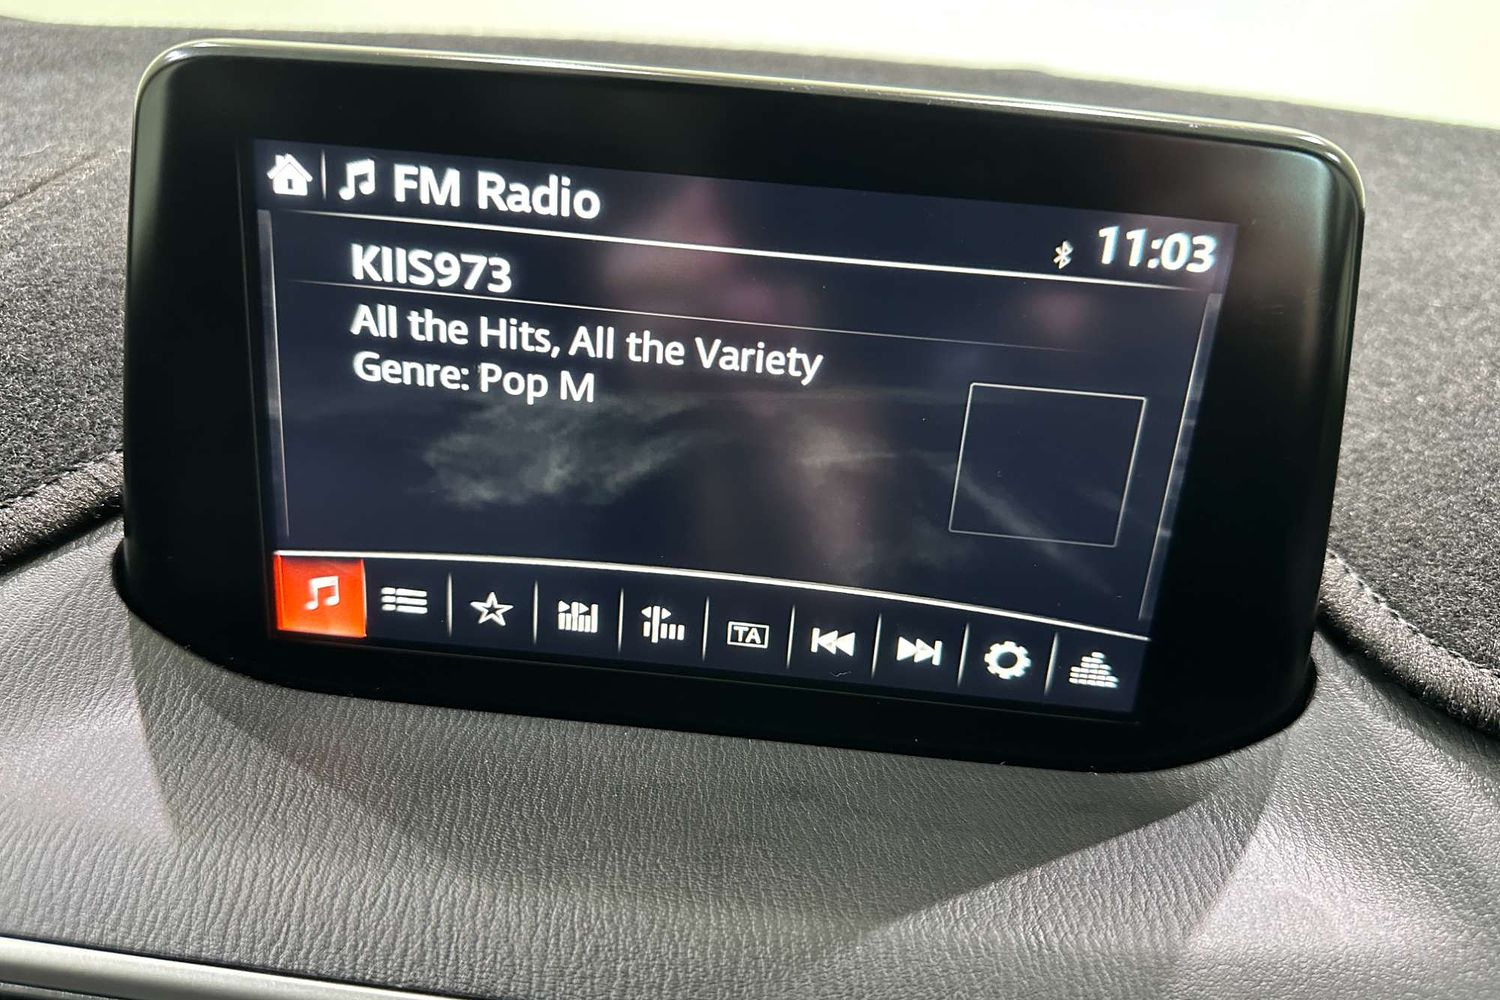 FM Radio
11:03
KIIS973
All the Hits, All the Variety
Genre: Pop M
TA